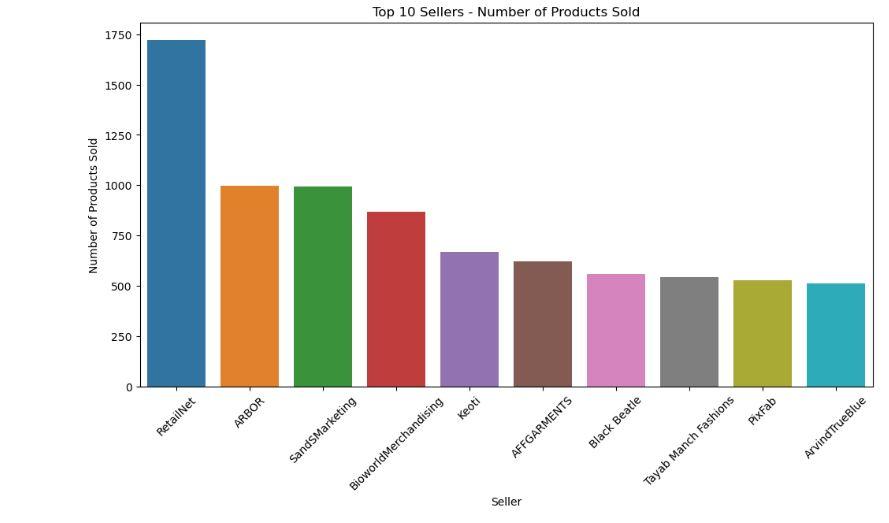 Top 10 Sellers - Number of Products Sold
Number of Products Sold
1750
1500
1250
1000
750
500
250
0
RetailNet
ARBOR
SandSMarketing
BioworldMerchandising
Keoti
AFFGARMENTS
Black Beatle
Tayab Manch Fashions
PixFab
ArvindTrueBlue
Seller